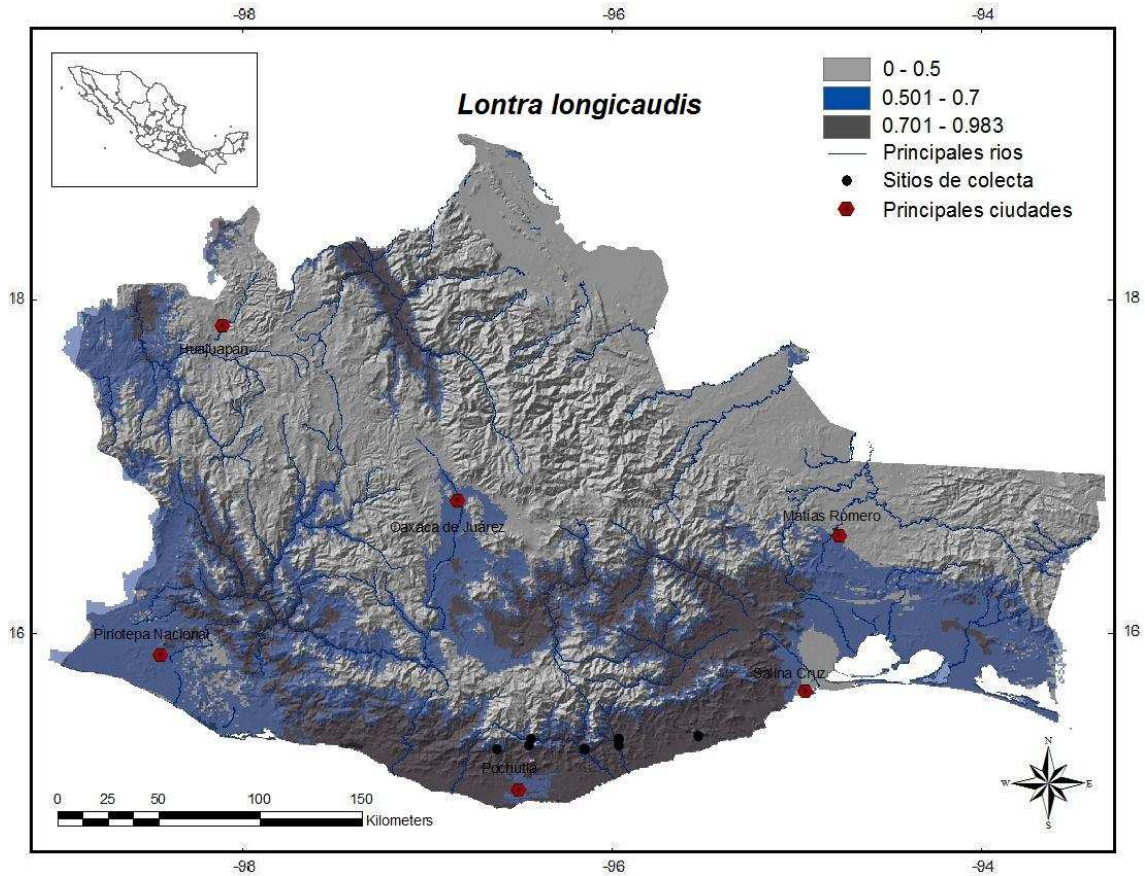 -98 -96 -94
Lontra longicaudis
0 - 0.5
0.501 - 0.7
0.701 - 0.983
Principales rios
Sitios de colecta
Principales ciudades
18 18
Huajuapan
Oaxaca de Juárez
Matías Romero
16 16
Piriotepa Nacional
Salina Cruz
Pochutla
N
W E
S
0 25 50 100 150
Kilometers
-98 -96 -94